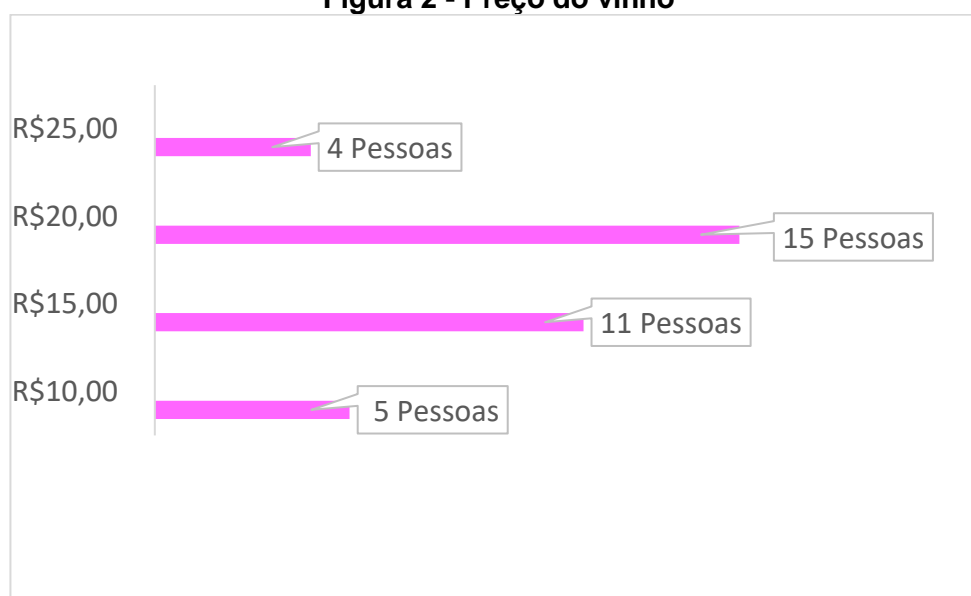 Figura 2 - Preço do vinho
R$25,00
4 Pessoas
R$20,00
15 Pessoas
R$15,00
11 Pessoas
R$10,00
5 Pessoas